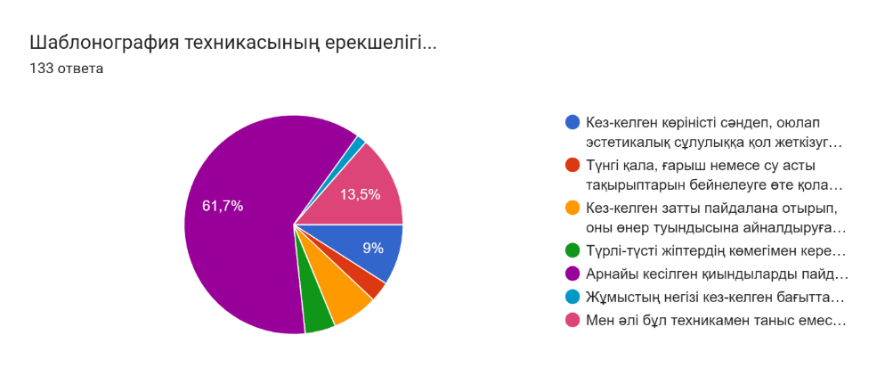 Шаблонография техникасының ерекшелігі...
133 ответа
61,7%
13,5%
9%
Кез-келген көріністі сәндеп, оюлап
эстетикалық сұлулыққа қол жеткізуг...
Түнгі қала, ғарыш немесе су асты
тақырыптарын бейнелеуге өте қола...
Кез-келген затты пайдалана отырып,
оны өнер туындысына айналдыруға...
Түрлі-түсті жіптердің көмегімен кере...
Арнайы кесілген қиындыларды пайд...
Жұмыстың негізі кез-келген бағытта...
Мен әлі бұл техникамен таныс емес...